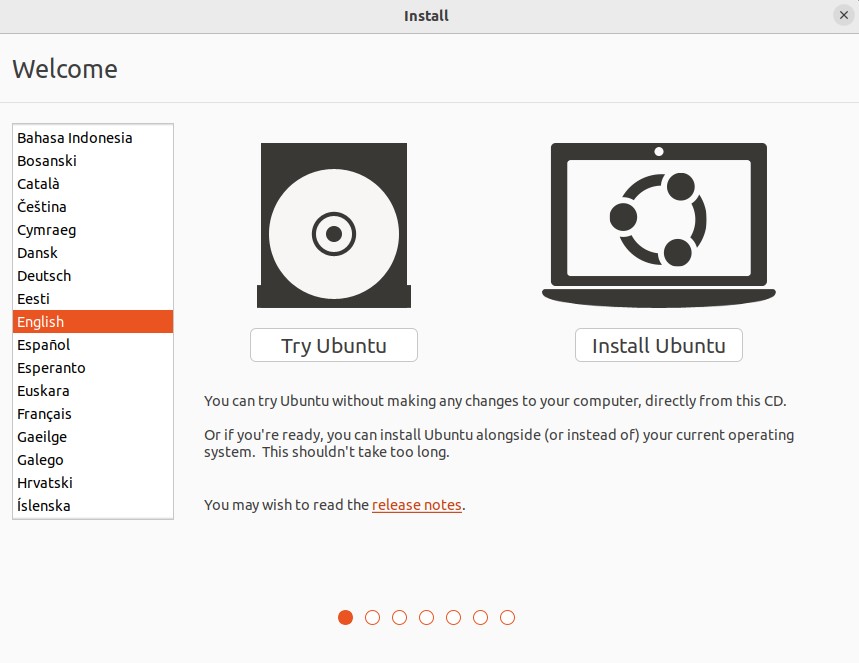 Install
Welcome
Bahasa Indonesia
Bosanski
Català
Čeština
Cymraeg
Dansk
Deutsch
Eesti
English
Español
Esperanto
Euskara
Français
Gaeilge
Galego
Hrvatski
Íslenska
Try Ubuntu
Install Ubuntu
You can try Ubuntu without making any changes to your computer, directly from this CD.
Or if you're ready, you can install Ubuntu alongside (or instead of) your current operating
system.  This shouldn't take too long.
You may wish to read the release notes.